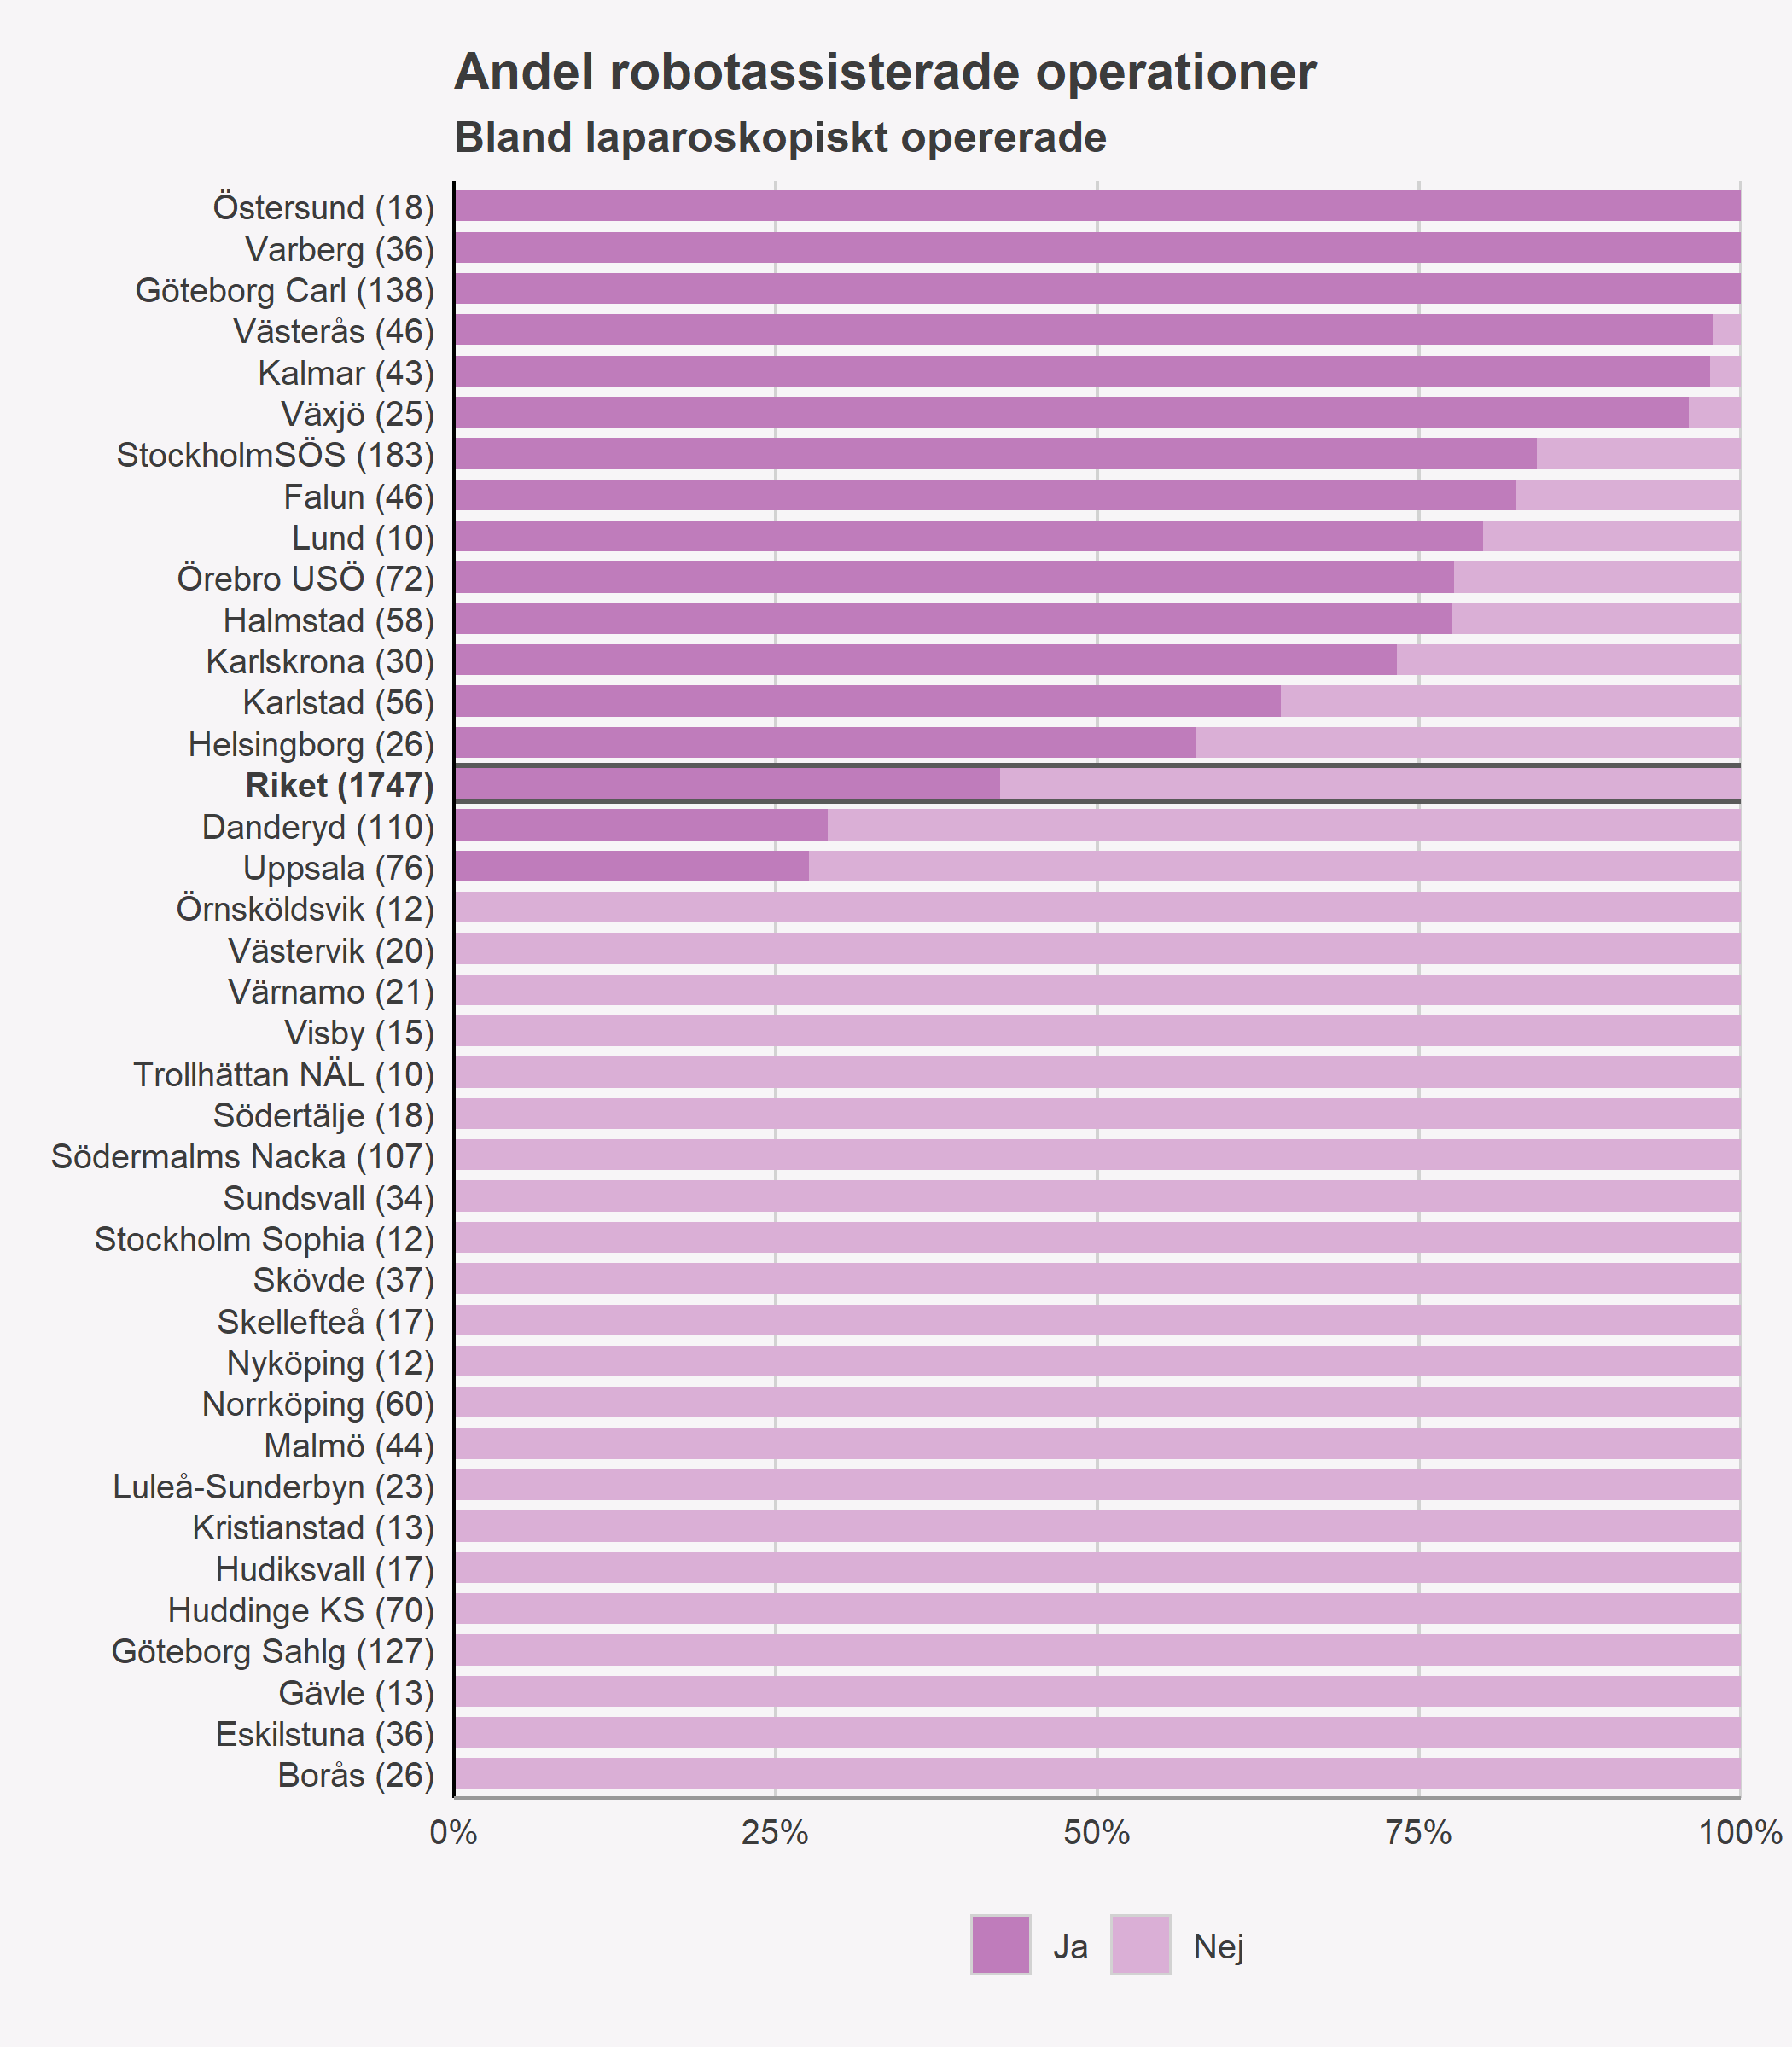 Andel robotassisterade operationer
Bland laparoskopiskt opererade
Östersund (18)
Varberg (36)
Göteborg Carl (138)
Västerås (46)
Kalmar (43)
Växjö (25)
StockholmSÖS (183)
Falun (46)
Lund (10)
Örebro USÖ (72)
Halmstad (58)
Karlskrona (30)
Karlstad (56)
Helsingborg (26)
Riket (1747)
Danderyd (110)
Uppsala (76)
Örnsköldsvik (12)
Västervik (20)
Värnamo (21)
Visby (15)
Trollhättan NÄL (10)
Södertälje (18)
Södermalms Nacka (107)
Sundsvall (34)
Stockholm Sophia (12)
Skövde (37)
Skellefteå (17)
Nyköping (12)
Norrköping (60)
Malmö (44)
Luleå-Sunderbyn (23)
Kristianstad (13)
Hudiksvall (17)
Huddinge KS (70)
Göteborg Sahlg (127)
Gävle (13)
Eskilstuna (36)
Borås (26)
0% 25% 50% 75% 100%
Ja Nej